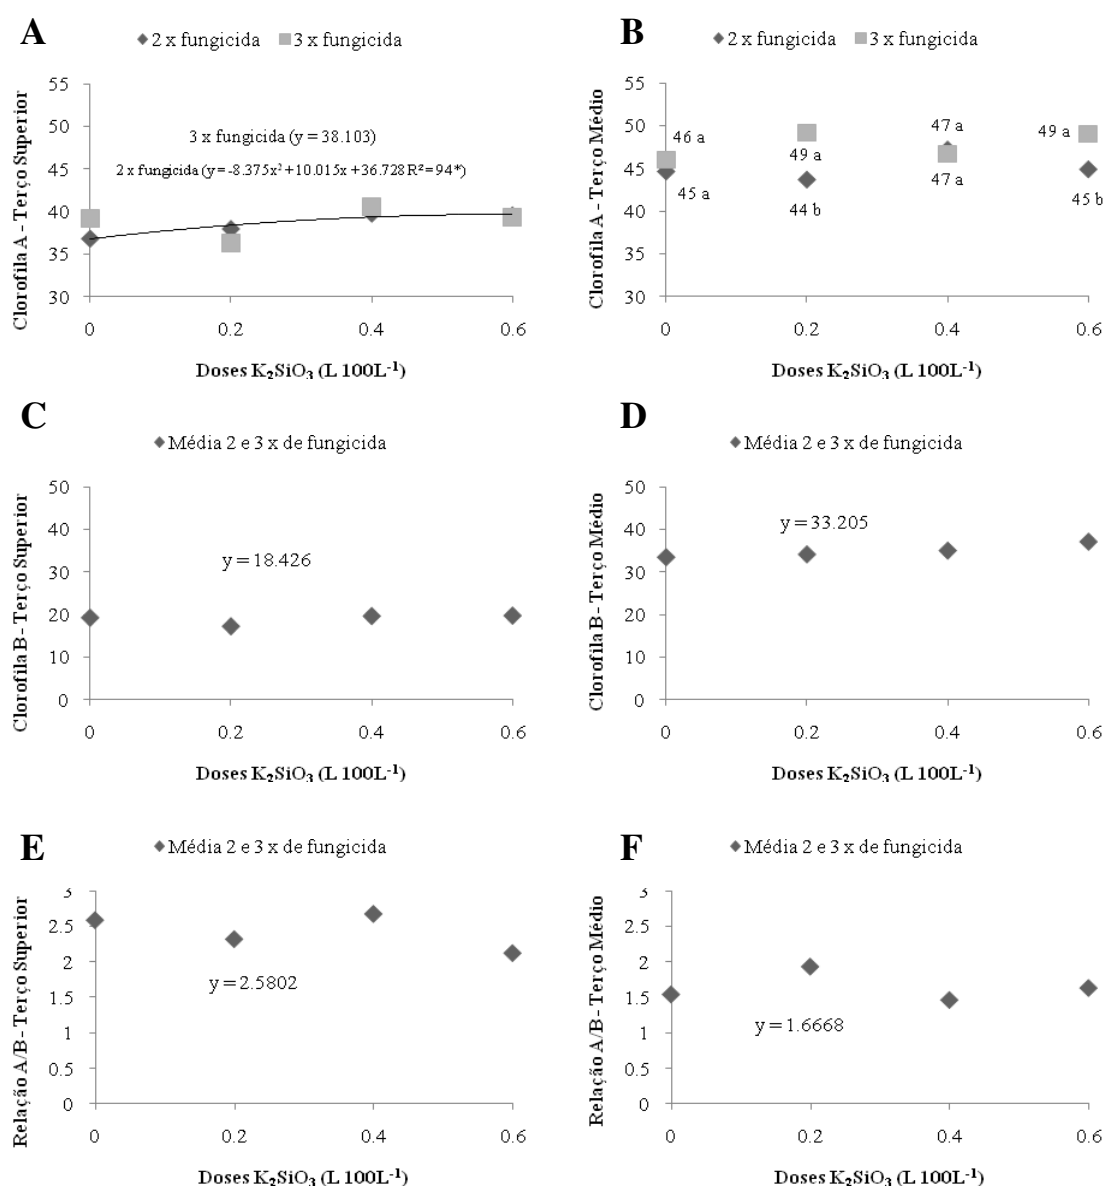 A
2 x fungicida 3 x fungicida
Clorofila A - Terço Superior
55
50
45
40
35
30
3 x fungicida (y = 38.103)
2 x fungicida (y = -8.375x² + 10.015x + 36.728 R² = 94*)
0 0.2 0.4 0.6
Doses K₂SiO₃ (L 100L⁻¹)
B
2 x fungicida 3 x fungicida
Clorofila A - Terço Médio
55
50
45
40
35
30
46 a
49 a
47 a
49 a
45 a
44 b
47 a
45 b
0 0.2 0.4 0.6
Doses K₂SiO₃ (L 100L⁻¹)
C
Média 2 e 3 x de fungicida
Clorofila B - Terço Superior
50
40
30
20
10
0
y = 18.426
0 0.2 0.4 0.6
Doses K₂SiO₃ (L 100L⁻¹)
D
Média 2 e 3 x de fungicida
Clorofila B - Terço Médio
50
40
30
20
10
0
y = 33.205
0 0.2 0.4 0.6
Doses K₂SiO₃ (L 100L⁻¹)
E
Média 2 e 3 x de fungicida
Relação A/B - Terço Superior
3
2.5
2
1.5
1
0.5
0
y = 2.5802
0 0.2 0.4 0.6
Doses K₂SiO₃ (L 100L⁻¹)
F
Média 2 e 3 x de fungicida
Relação A/B - Terço Médio
3
2.5
2
1.5
1
0.5
0
y = 1.6668
0 0.2 0.4 0.6
Doses K₂SiO₃ (L 100L⁻¹)